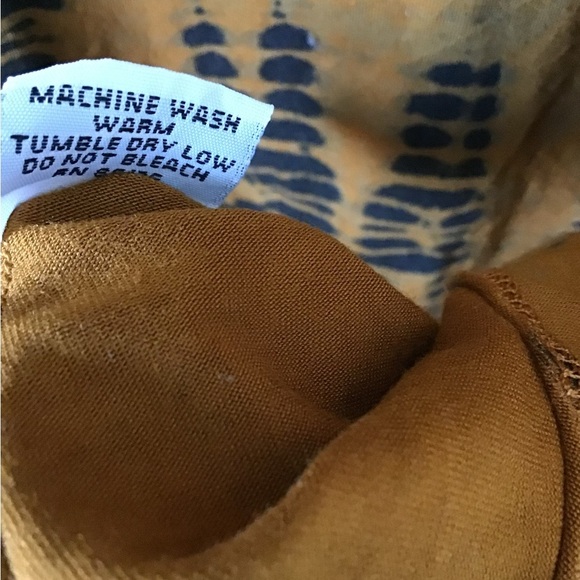 MACHINE WASH
WARM
TUMBLE DRY LOW
DO NOT BLEACH